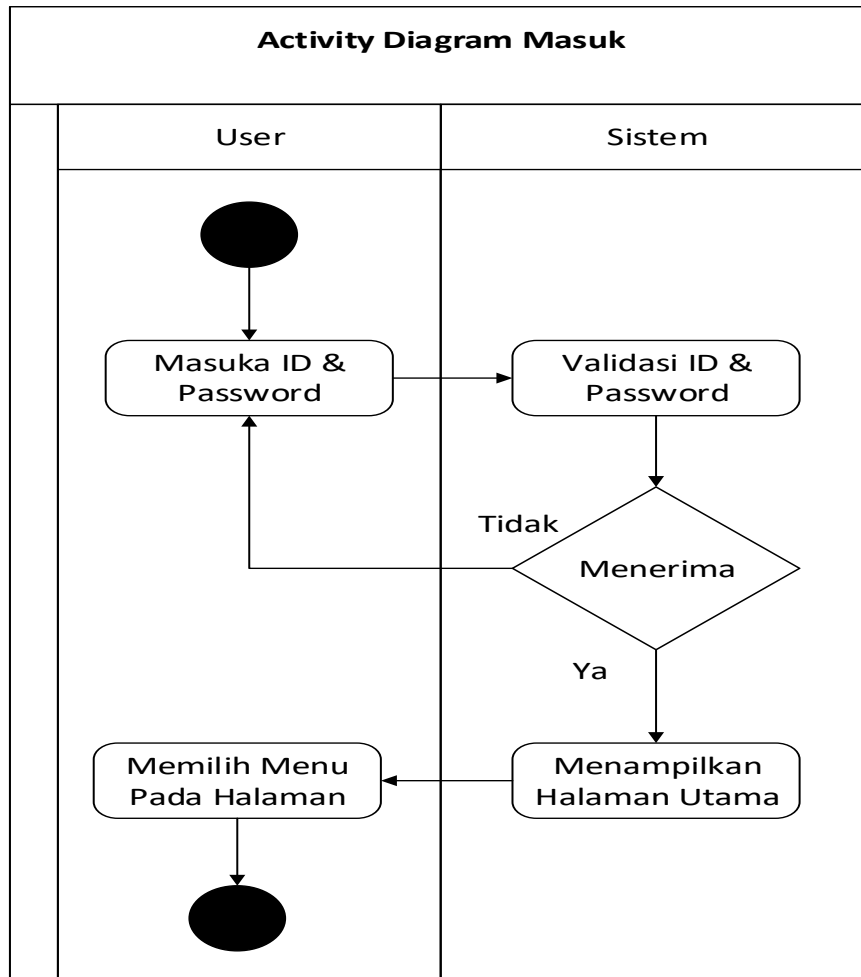 Activity Diagram Masuk
User
Sistem
Masuka ID &
Password
Validasi ID &
Password
Tidak
Menerima
Ya
Menampilkan
Halaman Utama
Memilih Menu
Pada Halaman